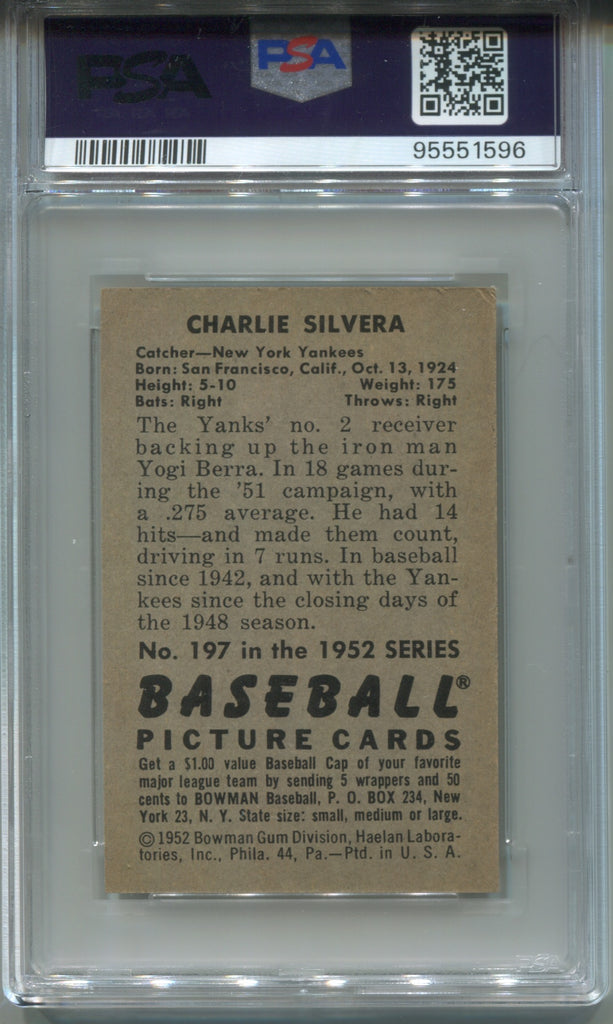 PSA
PSA
95551596
CHARLIE SILVERA
Catcher—New York Yankees
Born: San Francisco, Calif., Oct. 13, 1924
Height: 5-10 Weight: 175
Bats: Right Throws: Right
The Yanks' no. 2 receiver
backing up the iron man
Yogi Berra. In 18 games dur-
ing the '51 campaign, with
a .275 average. He had 14
hits—and made them count,
driving in 7 runs. In baseball
since 1942, and with the Yan-
kees since the closing days of
the 1948 season.
No. 197 in the 1952 SERIES
BASEBALL®
PICTURE CARDS
Get a $1.00 value Baseball Cap of your favorite
major league team by sending 5 wrappers and 50
cents to BOWMAN Baseball, P. O. BOX 234, New
York 23, N. Y. State size: small, medium or large.
© 1952 Bowman Gum Division, Haelan Labora-
tories, Inc., Phila. 44, Pa.—Ptd. in U. S. A.
PSA